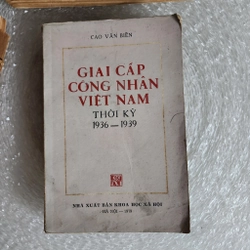 CAO VĂN BIỀN
GIAI CẤP
CÔNG NHÂN
VIỆT NAM
THỜI KỲ
1936 — 1939
NHÀ XUẤT BẢN KHOA HỌC XÃ HỘI